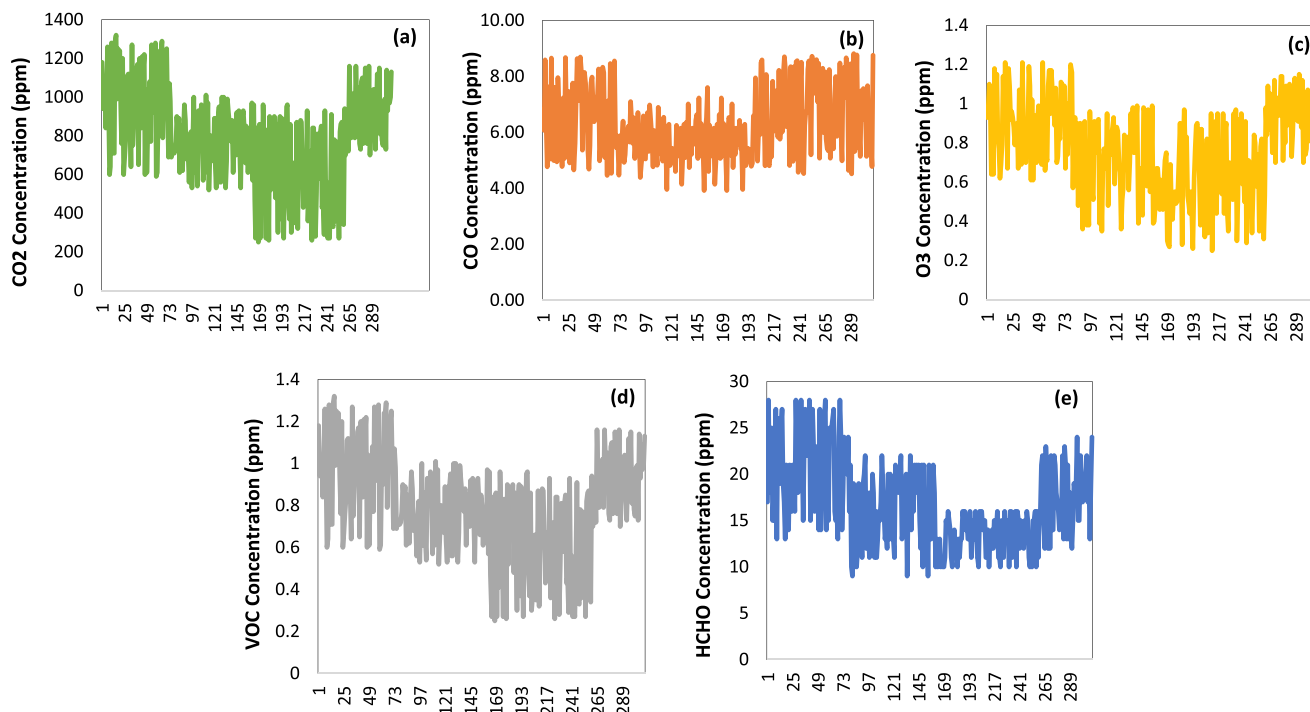 (a)
CO2 Concentration (ppm)
1400
1200
1000
800
600
400
200
0
1 25 49 73 97 121 145 169 193 217 241 265 289
(b)
CO Concentration (ppm)
10.00
8.00
6.00
4.00
2.00
0.00
1 25 49 73 97 121 145 169 193 217 241 265 289
(c)
O3 Concentration (ppm)
1.4
1.2
1
0.8
0.6
0.4
0.2
0
1 25 49 73 97 121 145 169 193 217 241 265 289
(d)
VOC Concentration (ppm)
1.4
1.2
1
0.8
0.6
0.4
0.2
0
1 25 49 73 97 121 145 169 193 217 241 265 289
(e)
HCHO Concentration (ppm)
30
25
20
15
10
5
0
1 25 49 73 97 121 145 169 193 217 241 265 289